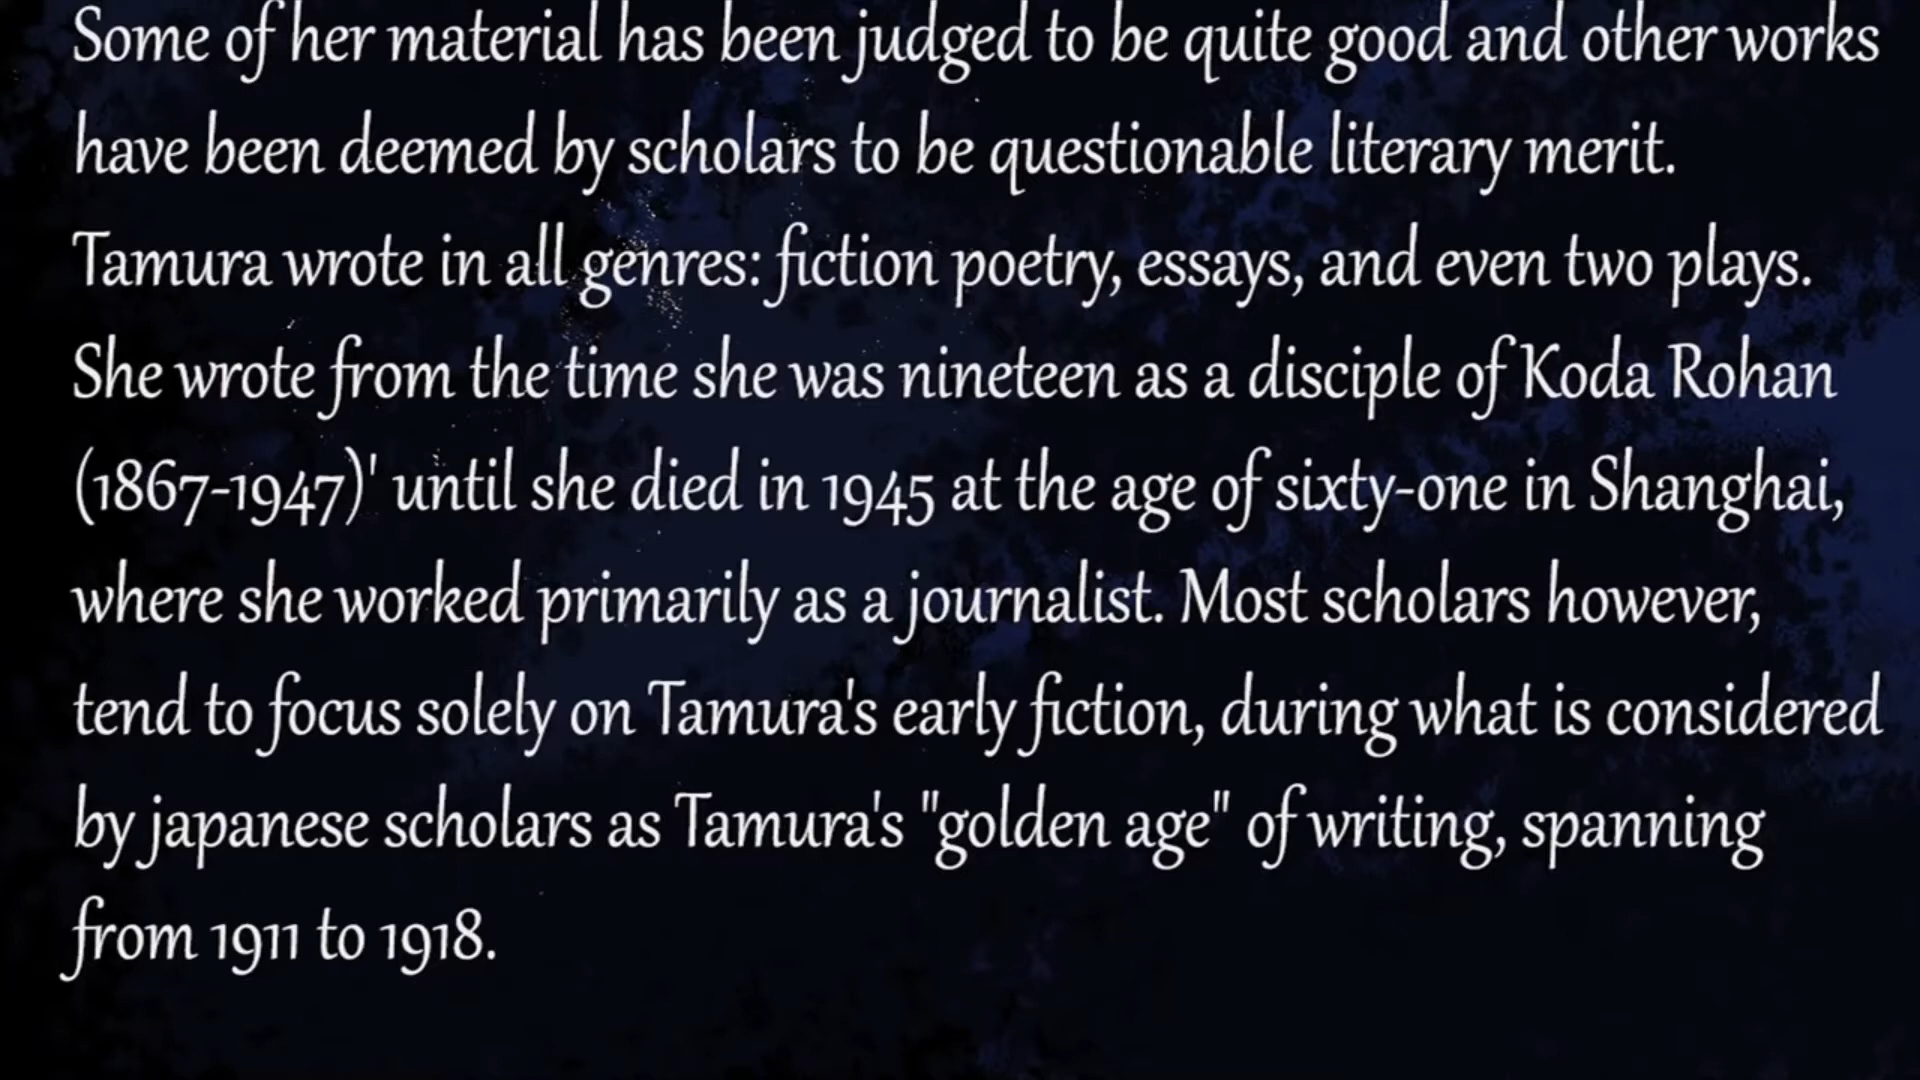 Some of her material has been judged to be quite good and other works
have been deemed by scholars to be questionable literary merit.
Tamura wrote in all genres: fiction poetry, essays, and even two plays.
She wrote from the time she was nineteen as a disciple of Koda Rohan
(1867-1947)' until she died in 1945 at the age of sixty-one in Shanghai,
where she worked primarily as a journalist. Most scholars however,
tend to focus solely on Tamura's early fiction, during what is considered
by japanese scholars as Tamura's "golden age" of writing, spanning
from 1911 to 1918.